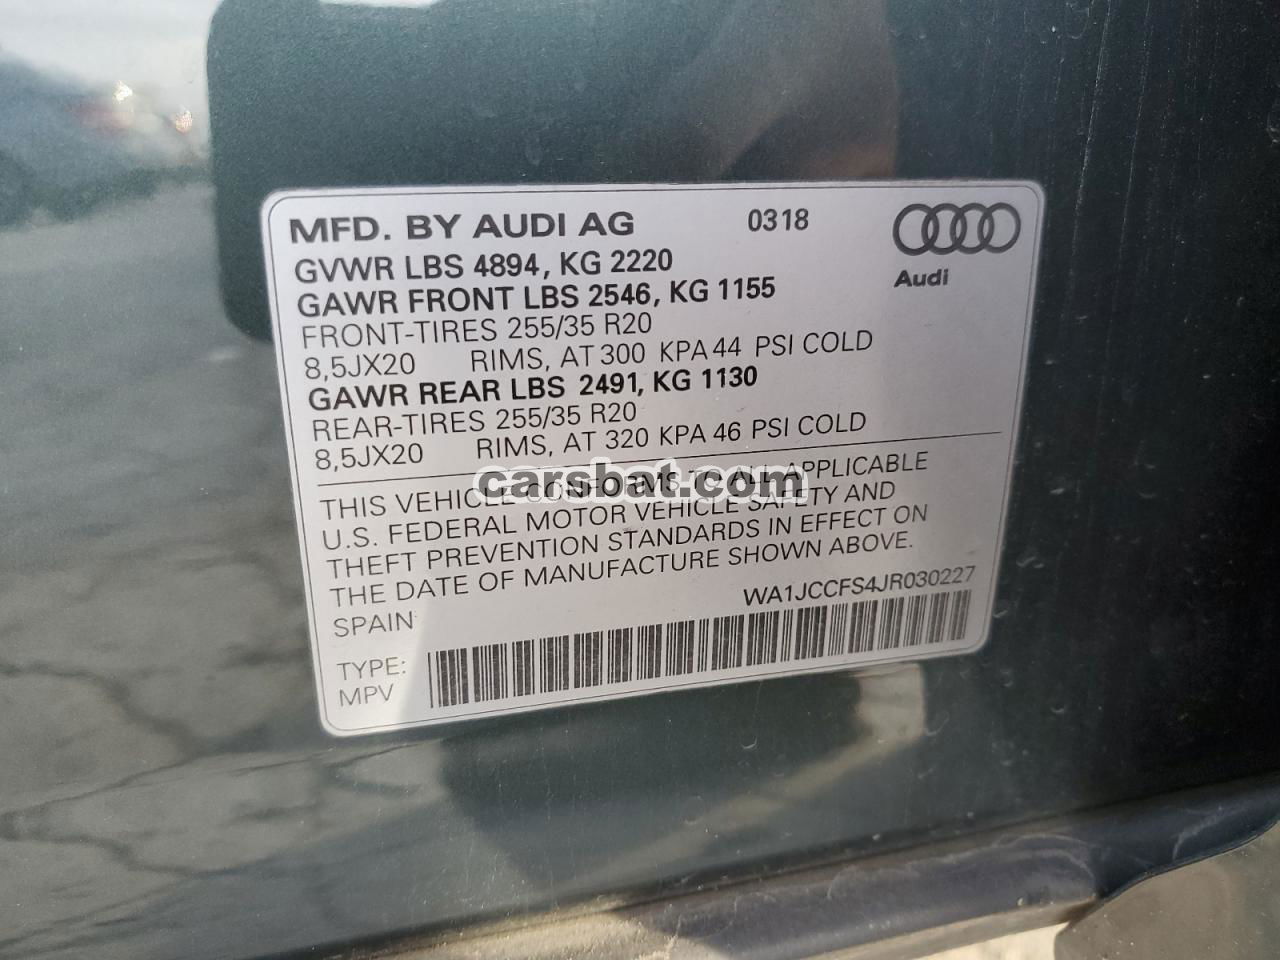 MFD. BY AUDI AG 0318
Audi
GVWR LBS 4894, KG 2220
GAWR FRONT LBS 2546, KG 1155
FRONT-TIRES 255/35 R20
8,5JX20 RIMS, AT 300 KPA 44 PSI COLD
GAWR REAR LBS 2491, KG 1130
REAR-TIRES 255/35 R20
8,5JX20 RIMS, AT 320 KPA 46 PSI COLD
carsbat.com
THIS VEHICLE CONFORMS TO ALL APPLICABLE
U.S. FEDERAL MOTOR VEHICLE SAFETY AND
THEFT PREVENTION STANDARDS IN EFFECT ON
THE DATE OF MANUFACTURE SHOWN ABOVE.
SPAIN WA1JCCFS4JR030227
TYPE:
MPV